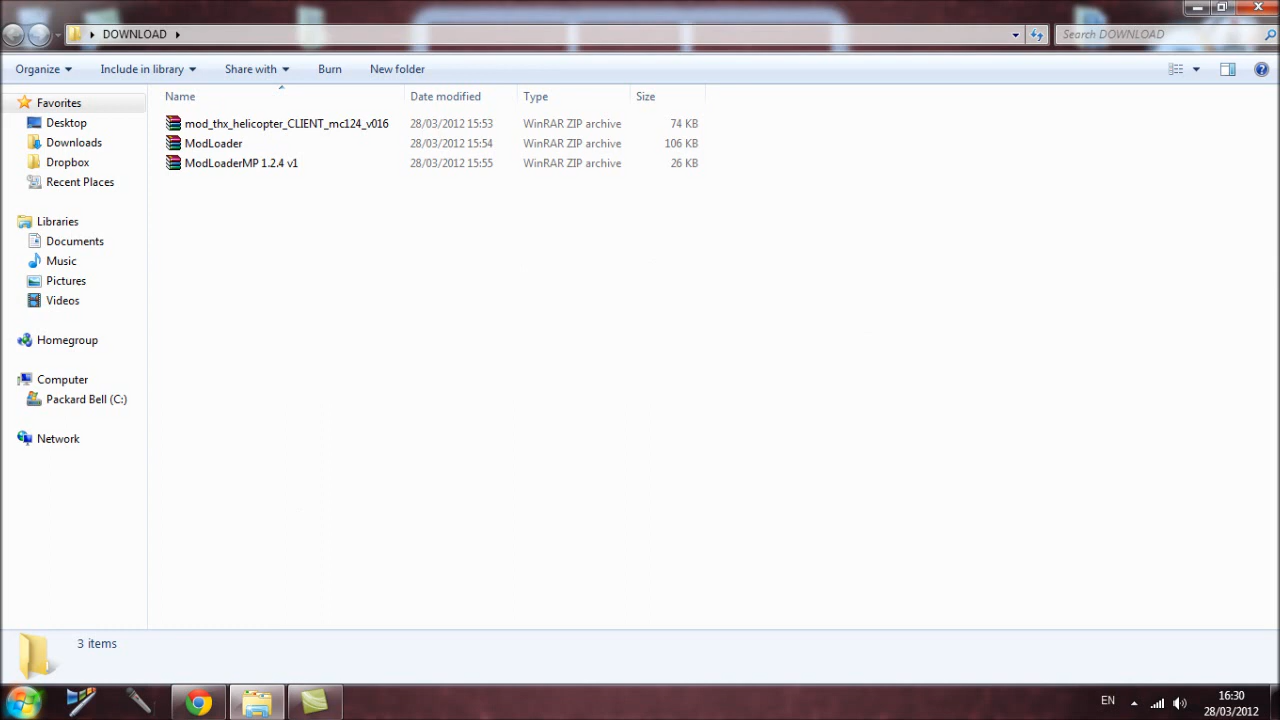 DOWNLOAD
Search DOWNLOAD
Organize Include in library Share with Burn New folder
Name Date modified Type Size
Favorites
Desktop
Downloads
Dropbox
Recent Places
Libraries
Documents
Music
Pictures
Videos
Homegroup
Computer
Packard Bell (C:)
Network
mod_thx_helicopter_CLIENT_mc124_v016 28/03/2012 15:53 WinRAR ZIP archive 74 KB
ModLoader 28/03/2012 15:54 WinRAR ZIP archive 106 KB
ModLoaderMP 1.2.4 v1 28/03/2012 15:55 WinRAR ZIP archive 26 KB
3 items
EN
16:30
28/03/2012